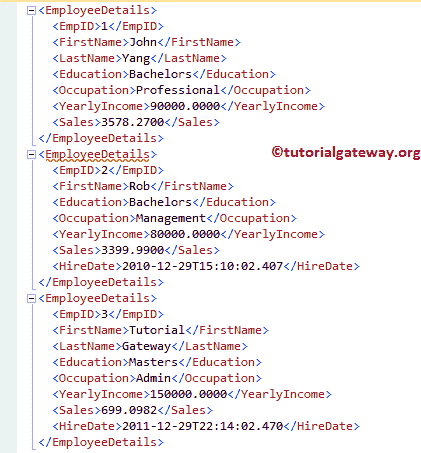 <EmployeeDetails>
<EmpID>1</EmpID>
<FirstName>John</FirstName>
<LastName>Yang</LastName>
<Education>Bachelors</Education>
<Occupation>Professional</Occupation>
<YearlyIncome>90000.0000</YearlyIncome>
<Sales>3578.2700</Sales>
</EmployeeDetails>
<EmployeeDetails>
©tutorialgateway.org
<EmpID>2</EmpID>
<FirstName>Rob</FirstName>
<Education>Bachelors</Education>
<Occupation>Management</Occupation>
<YearlyIncome>80000.0000</YearlyIncome>
<Sales>3399.9900</Sales>
<HireDate>2010-12-29T15:10:02.407</HireDate>
</EmployeeDetails>
<EmployeeDetails>
<EmpID>3</EmpID>
<FirstName>Tutorial</FirstName>
<LastName>Gateway</LastName>
<Education>Masters</Education>
<Occupation>Admin</Occupation>
<YearlyIncome>150000.0000</YearlyIncome>
<Sales>699.0982</Sales>
<HireDate>2011-12-29T22:14:02.470</HireDate>
</EmployeeDetails>